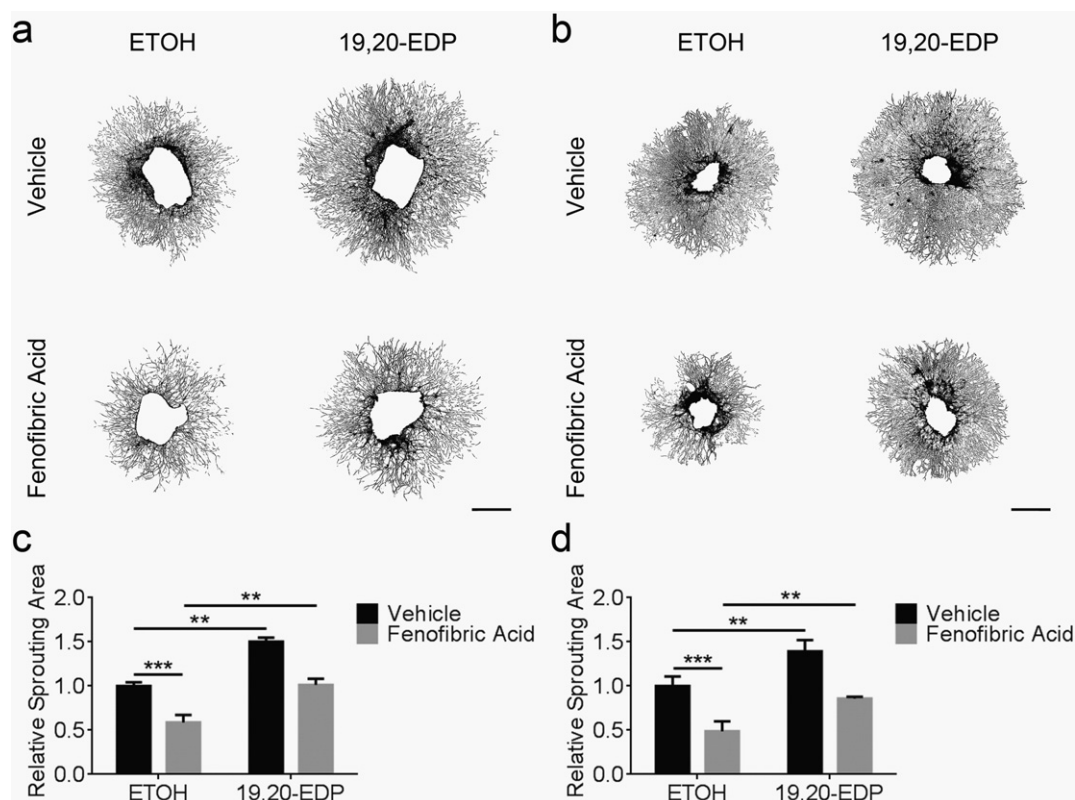 a
ETOH 19,20-EDP
Vehicle
Fenofibric Acid
b
ETOH 19,20-EDP
Vehicle
Fenofibric Acid
c
Relative Sprouting Area
2.0
1.5
1.0
0.5
0.0
***
**
**
Vehicle
Fenofibric Acid
ETOH 19,20-EDP
d
Relative Sprouting Area
2.0
1.5
1.0
0.5
0.0
***
**
**
Vehicle
Fenofibric Acid
ETOH 19,20-EDP